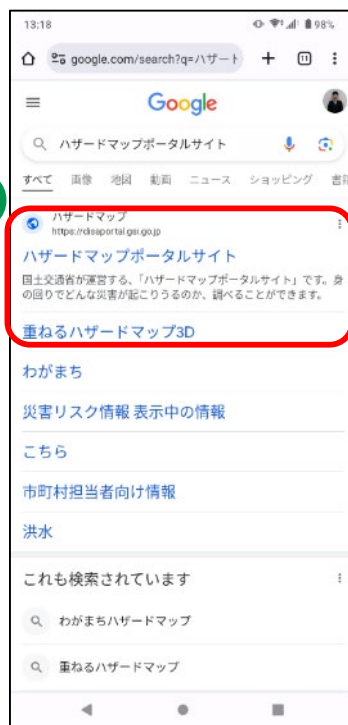 13:18
98%
google.com/search?q=ハザート
11
Google
ハザードマップポータルサイト
すべて 画像 地図 動画 ニュース ショッピング 書
ハザードマップ
https://disaportal.gsi.go.jp
ハザードマップポータルサイト
国土交通省が運営する、「ハザードマップポータルサイト」です。身
の回りでどんな災害が起こりうるのか、調べることができます。
重ねるハザードマップ3D
わがまち
災害リスク情報 表示中の情報
こちら
市町村担当者向け情報
洪水
これも検索されています
わがまちハザードマップ
重ねるハザードマップ